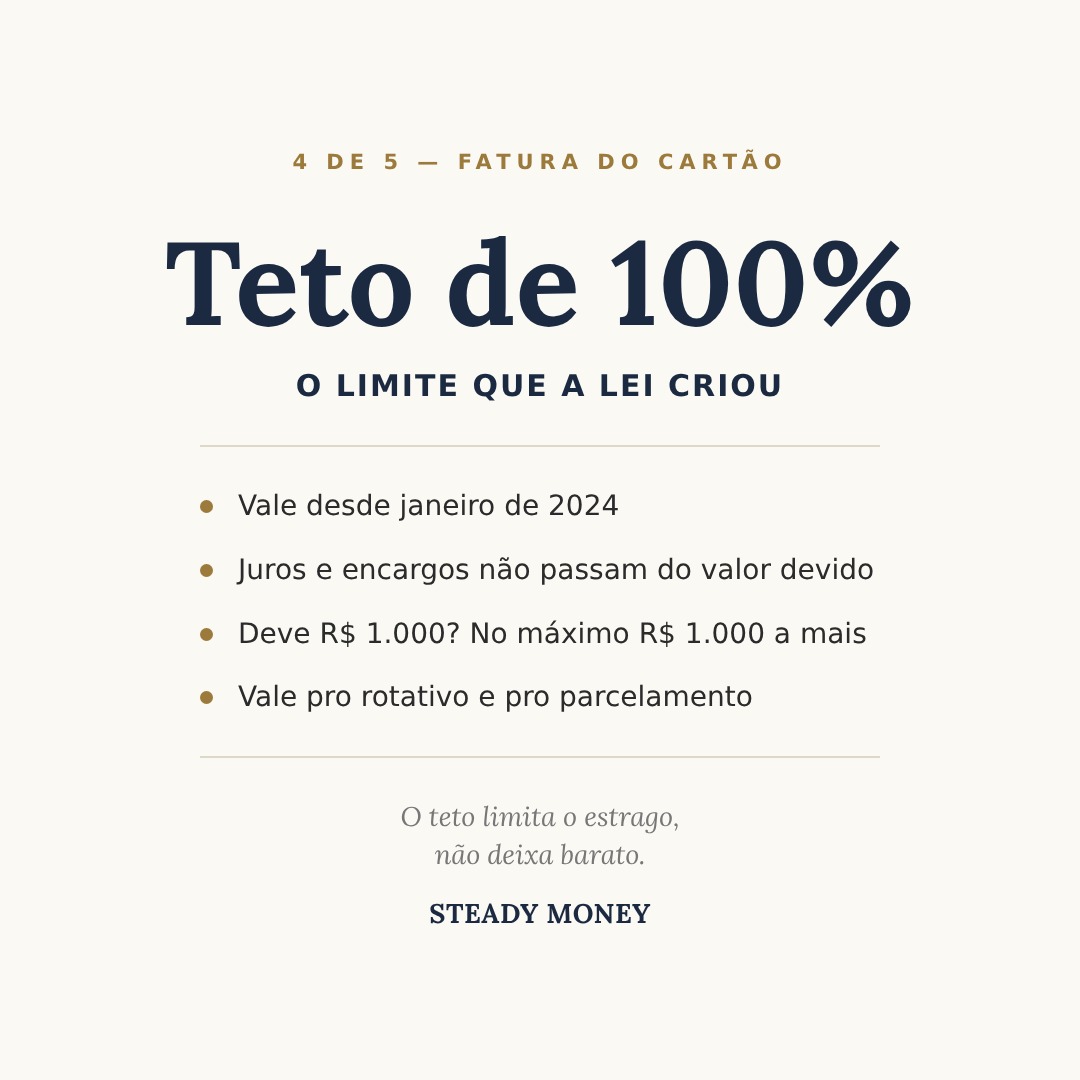 4 DE 5 — FATURA DO CARTÃO
Teto de 100%
O LIMITE QUE A LEI CRIOU
Vale desde janeiro de 2024
Juros e encargos não passam do valor devido
Deve R$ 1.000? No máximo R$ 1.000 a mais
Vale pro rotativo e pro parcelamento
O teto limita o estrago,
não deixa barato.
STEADY MONEY